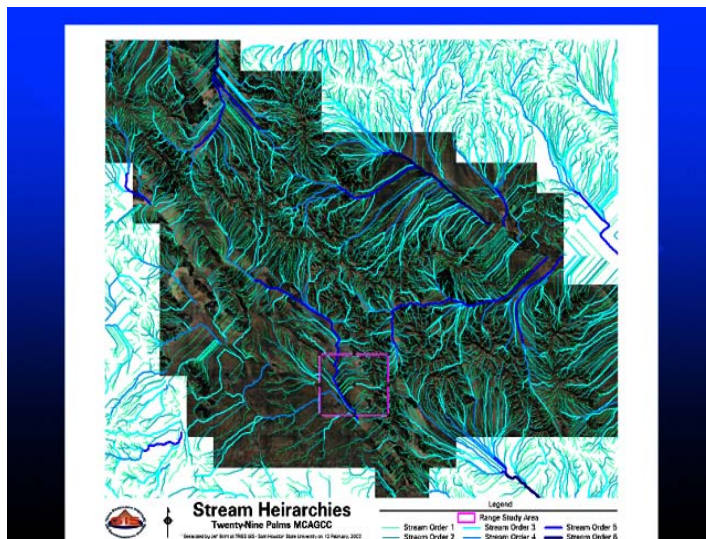 Stream Heirarchies
Twenty-Nine Palms MCAGCC
Legend
Range Study Area
Stream Order 1
Stream Order 3
Stream Order 5
Stream Order 2
Stream Order 4
Stream Order 6